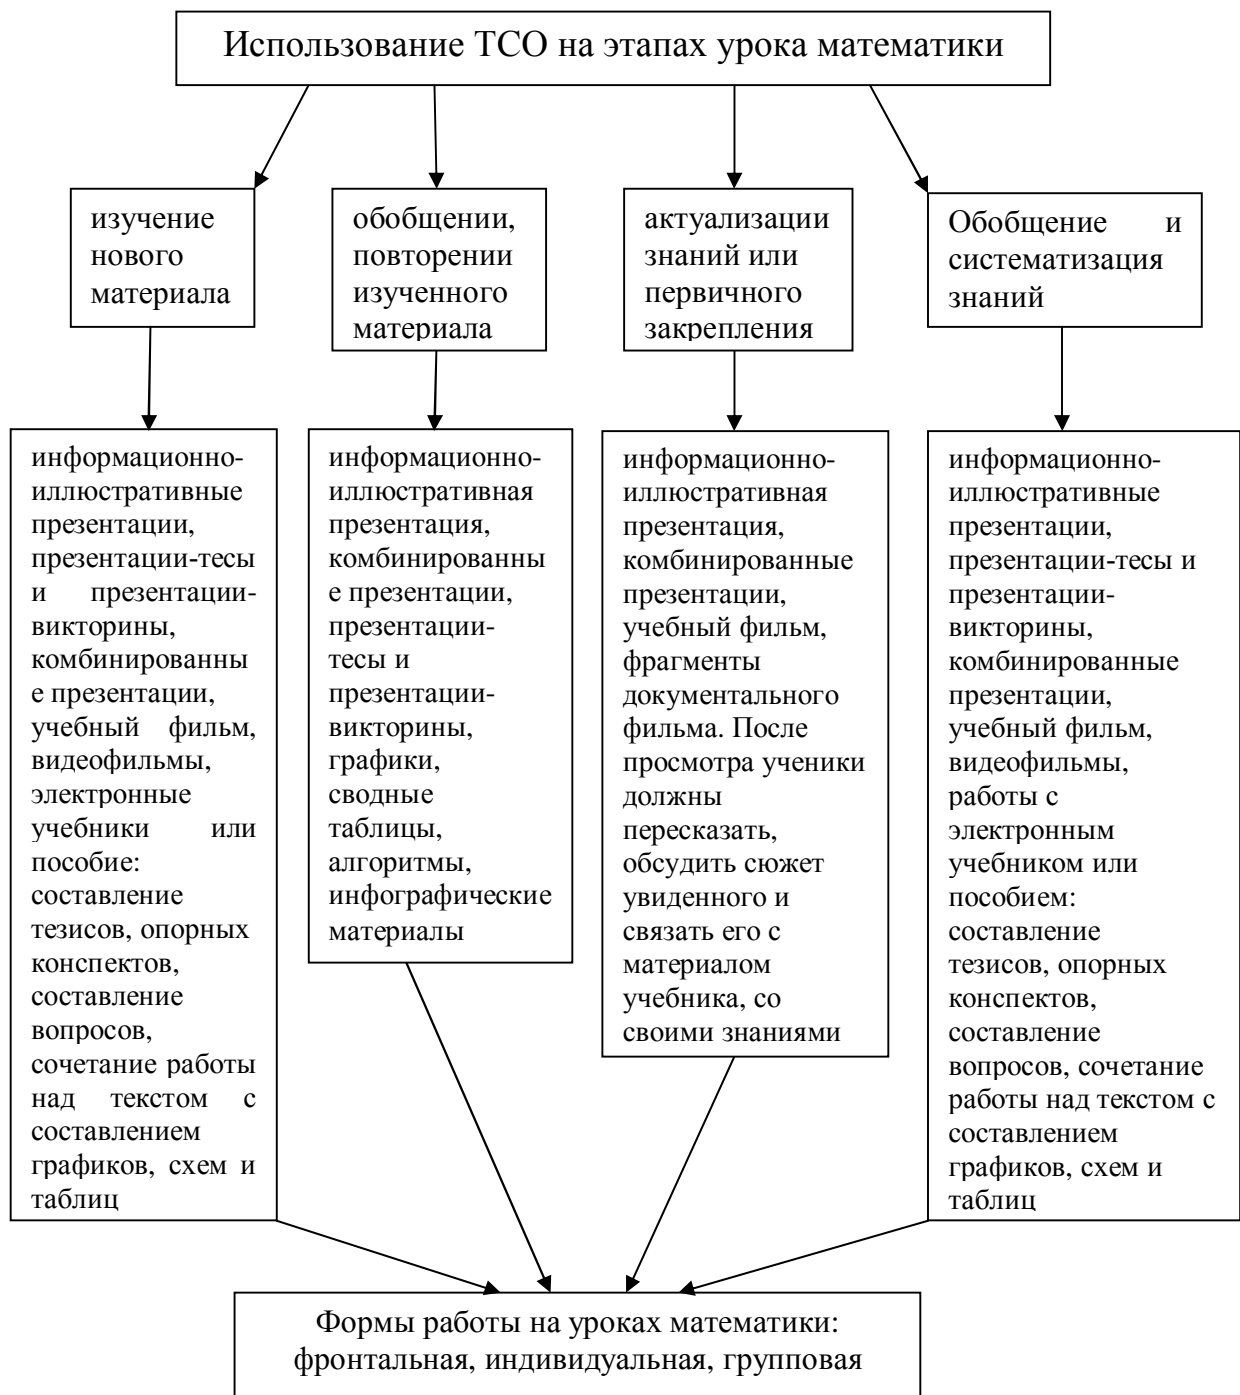 Использование ТСО на этапах урока математики
изучение
нового
материала
обобщении,
повторении
изученного
материала
актуализации
знаний или
первичного
закрепления
Обобщение и
систематизация
знаний
информационно-
иллюстративные
презентации,
презентации-тесы
и презентации-
викторины,
комбинированны
е презентации,
учебный фильм,
видеофильмы,
электронные
учебники или
пособие:
составление
тезисов, опорных
конспектов,
составление
вопросов,
сочетание работы
над текстом с
составлением
графиков, схем и
таблиц
информационно-
иллюстративная
презентация,
комбинированны
е презентации,
презентации-
тесы и
презентации-
викторины,
графики,
сводные
таблицы,
алгоритмы,
инфографические
материалы
информационно-
иллюстративная
презентация,
комбинированные
презентации,
учебный фильм,
фрагменты
документального
фильма. После
просмотра ученики
должны
пересказать,
обсудить сюжет
увиденного и
связать его с
материалом
учебника, со
своими знаниями
информационно-
иллюстративные
презентации,
презентации-тесы и
презентации-
викторины,
комбинированные
презентации,
учебный фильм,
видеофильмы,
работы с
электронным
учебником или
пособием:
составление
тезисов, опорных
конспектов,
составление
вопросов, сочетание
работы над текстом с
составлением
графиков, схем и
таблиц
Формы работы на уроках математики:
фронтальная, индивидуальная, групповая